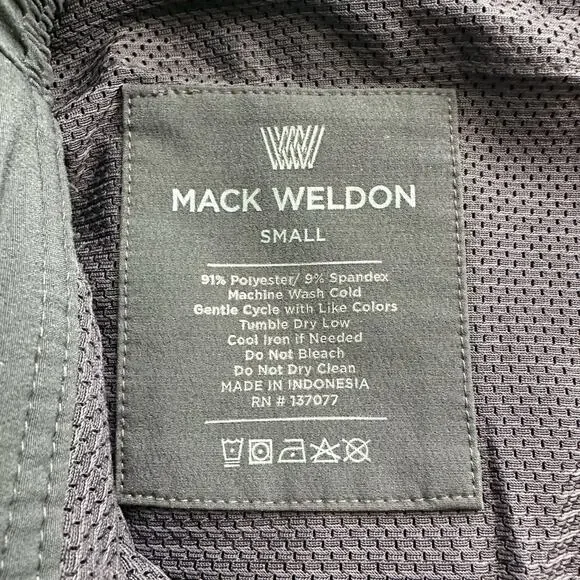 MACK WELDON
SMALL
91% Polyester/ 9% Spandex
Machine Wash Cold
Gentle Cycle with Like Colors
Tumble Dry Low
Cool Iron if Needed
Do Not Bleach
Do Not Dry Clean
MADE IN INDONESIA
RN # 137077